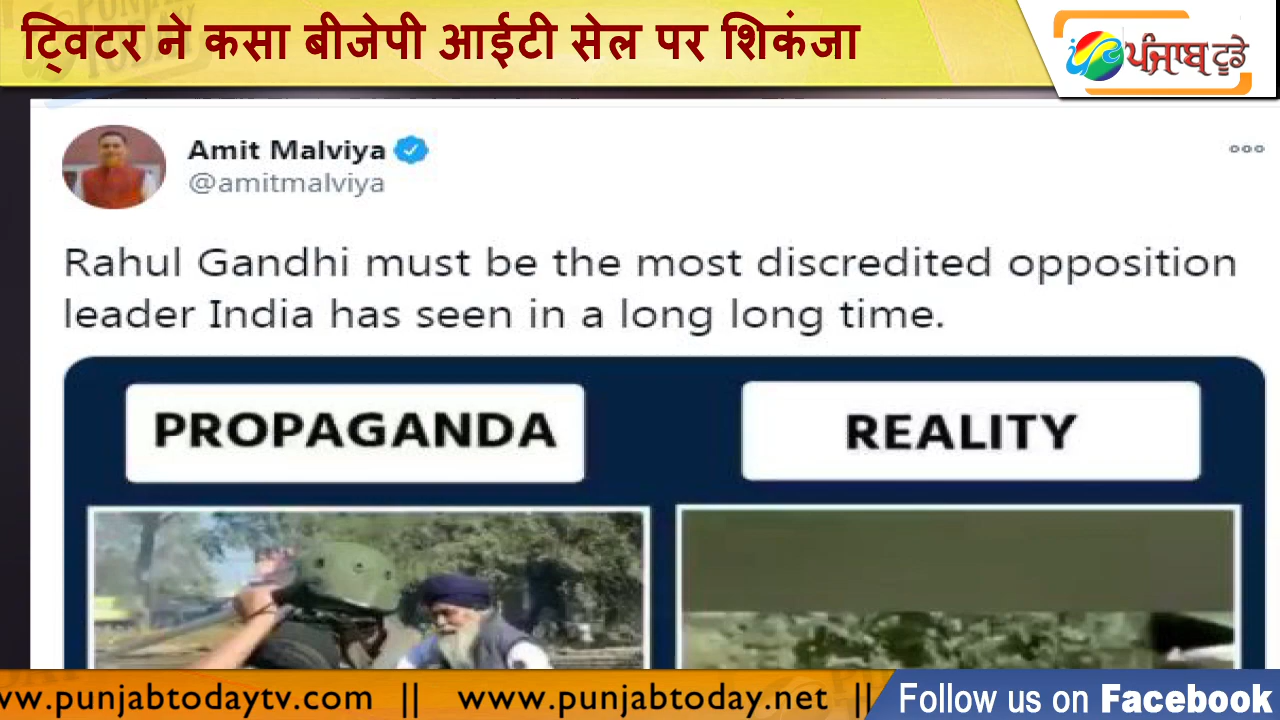 ट्विटर ने कसा बीजेपी आईटी सेल पर शिकंजा
ਪੰਜਾਬ ਟੂਡੇ
Amit Malviya
@amitmalviya
Rahul Gandhi must be the most discredited opposition
leader India has seen in a long long time.
PROPAGANDA
REALITY
ww.punjabtodaytv.com || www.punjabtoday.net ||
Follow us on Facebook